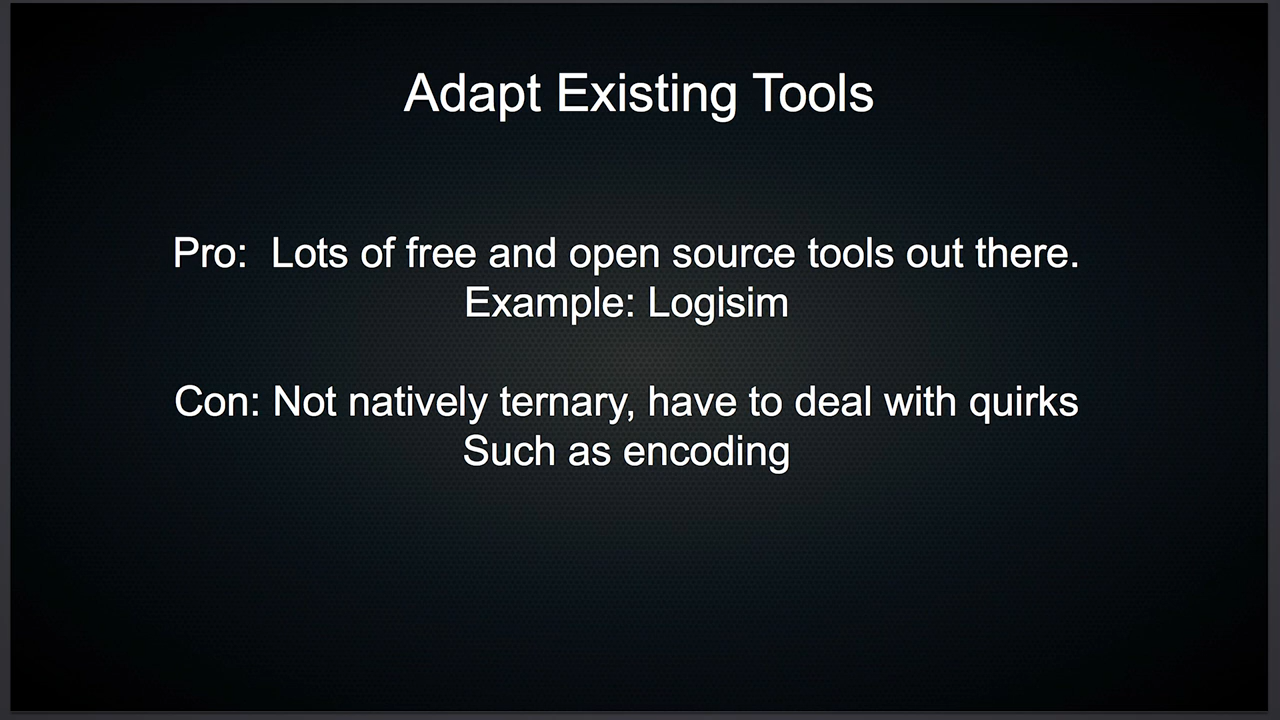 Adapt Existing Tools
Pro:  Lots of free and open source tools out there.
Example: Logisim
Con: Not natively ternary, have to deal with quirks
Such as encoding